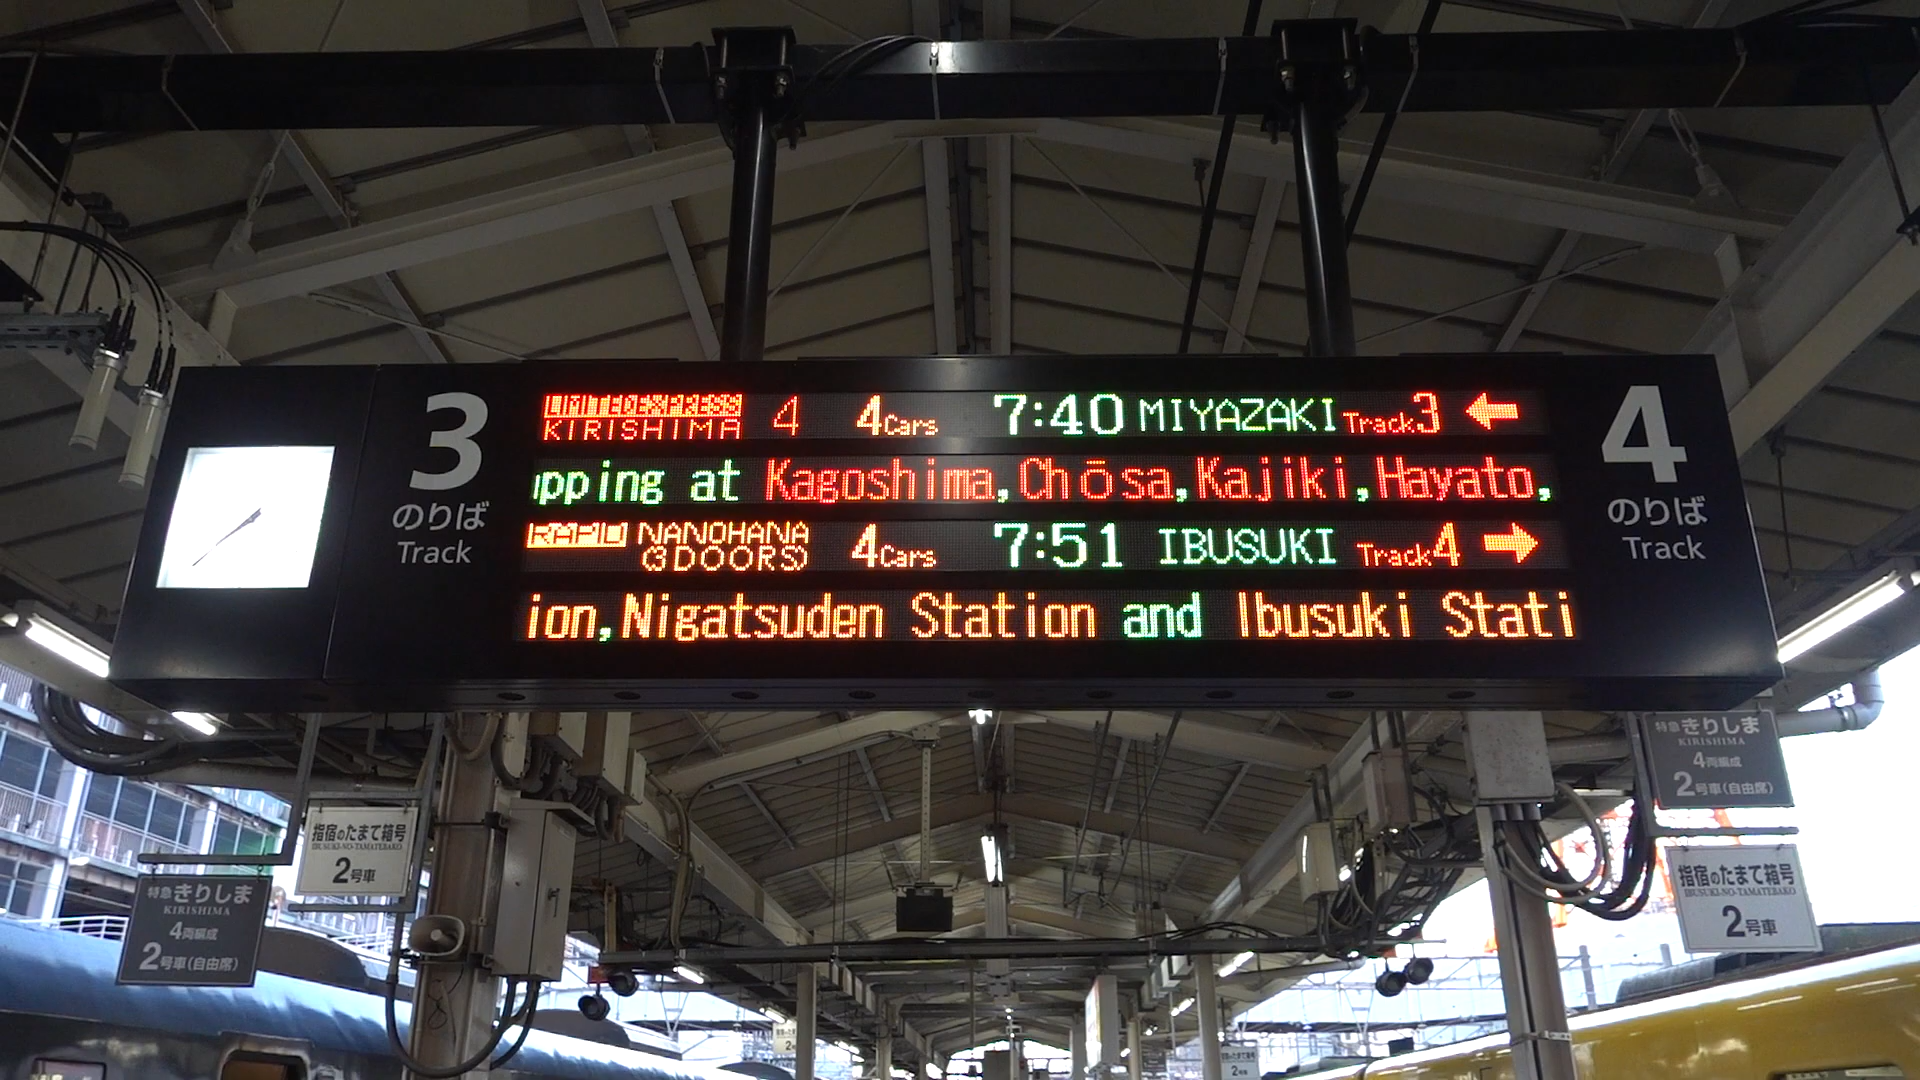 3
のりば
Track
LIMITED EXPRESS
KIRISHIMA 4 4Cars 7:40 MIYAZAKI Track3 ←
pping at Kagoshima,Chōsa,Kajiki,Hayato,
RAPID NANOHANA
(3DOORS) 4Cars 7:51 IBUSUKI Track4 →
ion,Nigatsuden Station and Ibusuki Stati
4
のりば
Track
指宿のたまて箱号
IBUSUKI-NO-TAMATEBAKO
2号車
特急きりしま
KIRISHIMA
4両編成
2号車(自由席)
特急きりしま
KIRISHIMA
4両編成
2号車(自由席)
指宿のたまて箱号
IBUSUKI-NO-TAMATEBAKO
2号車